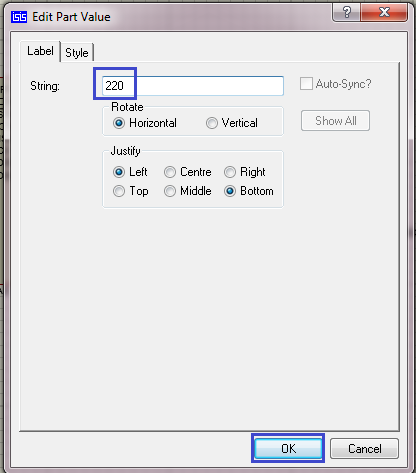 ISIS Edit Part Value ?
Label Style
String: 220 Auto-Sync?
Rotate
Horizontal Vertical Show All
Justify
Left Centre Right
Top Middle Bottom
OK Cancel